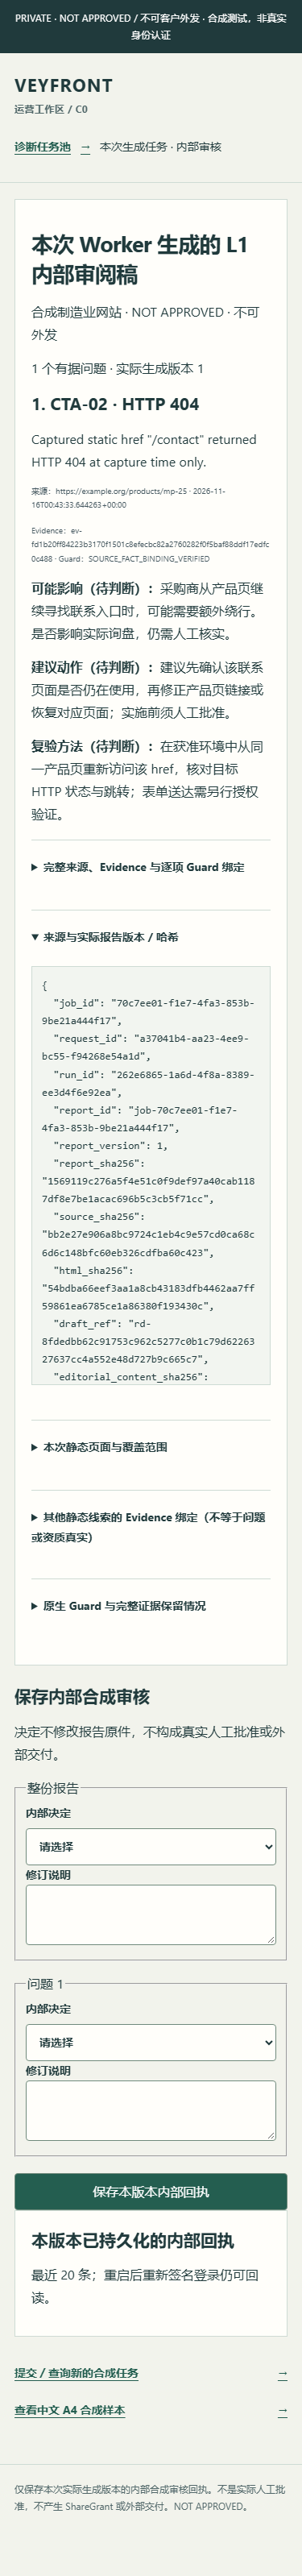 PRIVATE · NOT APPROVED / 不可客户外发 · 合成测试，非真实
身份认证
VEYFRONT
运营工作区 / C0
诊断任务池 → 本次生成任务 · 内部审核
本次 Worker 生成的 L1
内部审阅稿
合成制造业网站 · NOT APPROVED · 不可
外发
1 个有据问题 · 实际生成版本 1
1. CTA-02 · HTTP 404
Captured static href "/contact" returned
HTTP 404 at capture time only.
来源：https://example.org/products/mp-25 · 2026-11-
16T00:43:33.644263+00:00
Evidence：ev-
fd1b20ff84223b3170f1501c8efecbc82a2760282f0f5baf88ddf17edfc
0c488 · Guard：SOURCE_FACT_BINDING_VERIFIED
可能影响（待判断）：采购商从产品页继
续寻找联系入口时，可能需要额外绕行。
是否影响实际询盘，仍需人工核实。
建议动作（待判断）：建议先确认该联系
页面是否仍在使用，再修正产品页链接或
恢复对应页面；实施前须人工批准。
复验方法（待判断）：在获准环境中从同
一产品页重新访问该 href，核对目标
HTTP 状态与跳转；表单送达需另行授权
验证。
▶ 完整来源、Evidence 与逐项 Guard 绑定
▼ 来源与实际报告版本 / 哈希
{
"job_id": "70c7ee01-f1e7-4fa3-853b-
9be21a444f17",
"request_id": "a37041b4-aa23-4ee9-
bc55-f94268e54a1d",
"run_id": "262e6865-1a6d-4f8a-8389-
ee3d4f6e92ea",
"report_id": "job-70c7ee01-f1e7-
4fa3-853b-9be21a444f17",
"report_version": 1,
"report_sha256":
"1569119c276a5f4e51c0f9def97a40cab118
7df8e7be1acac696b5c3cb5f71cc",
"source_sha256":
"bb2e27e906a8bc9724c1eb4c9e57cd0ca68c
6d6c148bfc60eb326cdfba60c423",
"html_sha256":
"54bdba66eef3aa1a8cb43183dfb4462aa7ff
59861ea6785ce1a86380f193430c",
"draft_ref": "rd-
8fdedbb62c91753c962c5277c0b1c79d62263
27637cc4a552e48d727b9c665c7",
"editorial_content_sha256":
▶ 本次静态页面与覆盖范围
▶ 其他静态线索的 Evidence 绑定（不等于问题
或资质真实）
▶ 原生 Guard 与完整证据保留情况
保存内部合成审核
决定不修改报告原件，不构成真实人工批准或外
部交付。
整份报告
内部决定
请选择
修订说明
问题 1
内部决定
请选择
修订说明
保存本版本内部回执
本版本已持久化的内部回执
最近 20 条；重启后重新签名登录仍可回
读。
提交 / 查询新的合成任务 →
查看中文 A4 合成样本 →
仅保存本次实际生成版本的内部合成审核回执。不是实际人工批
准，不产生 ShareGrant 或外部交付。NOT APPROVED。